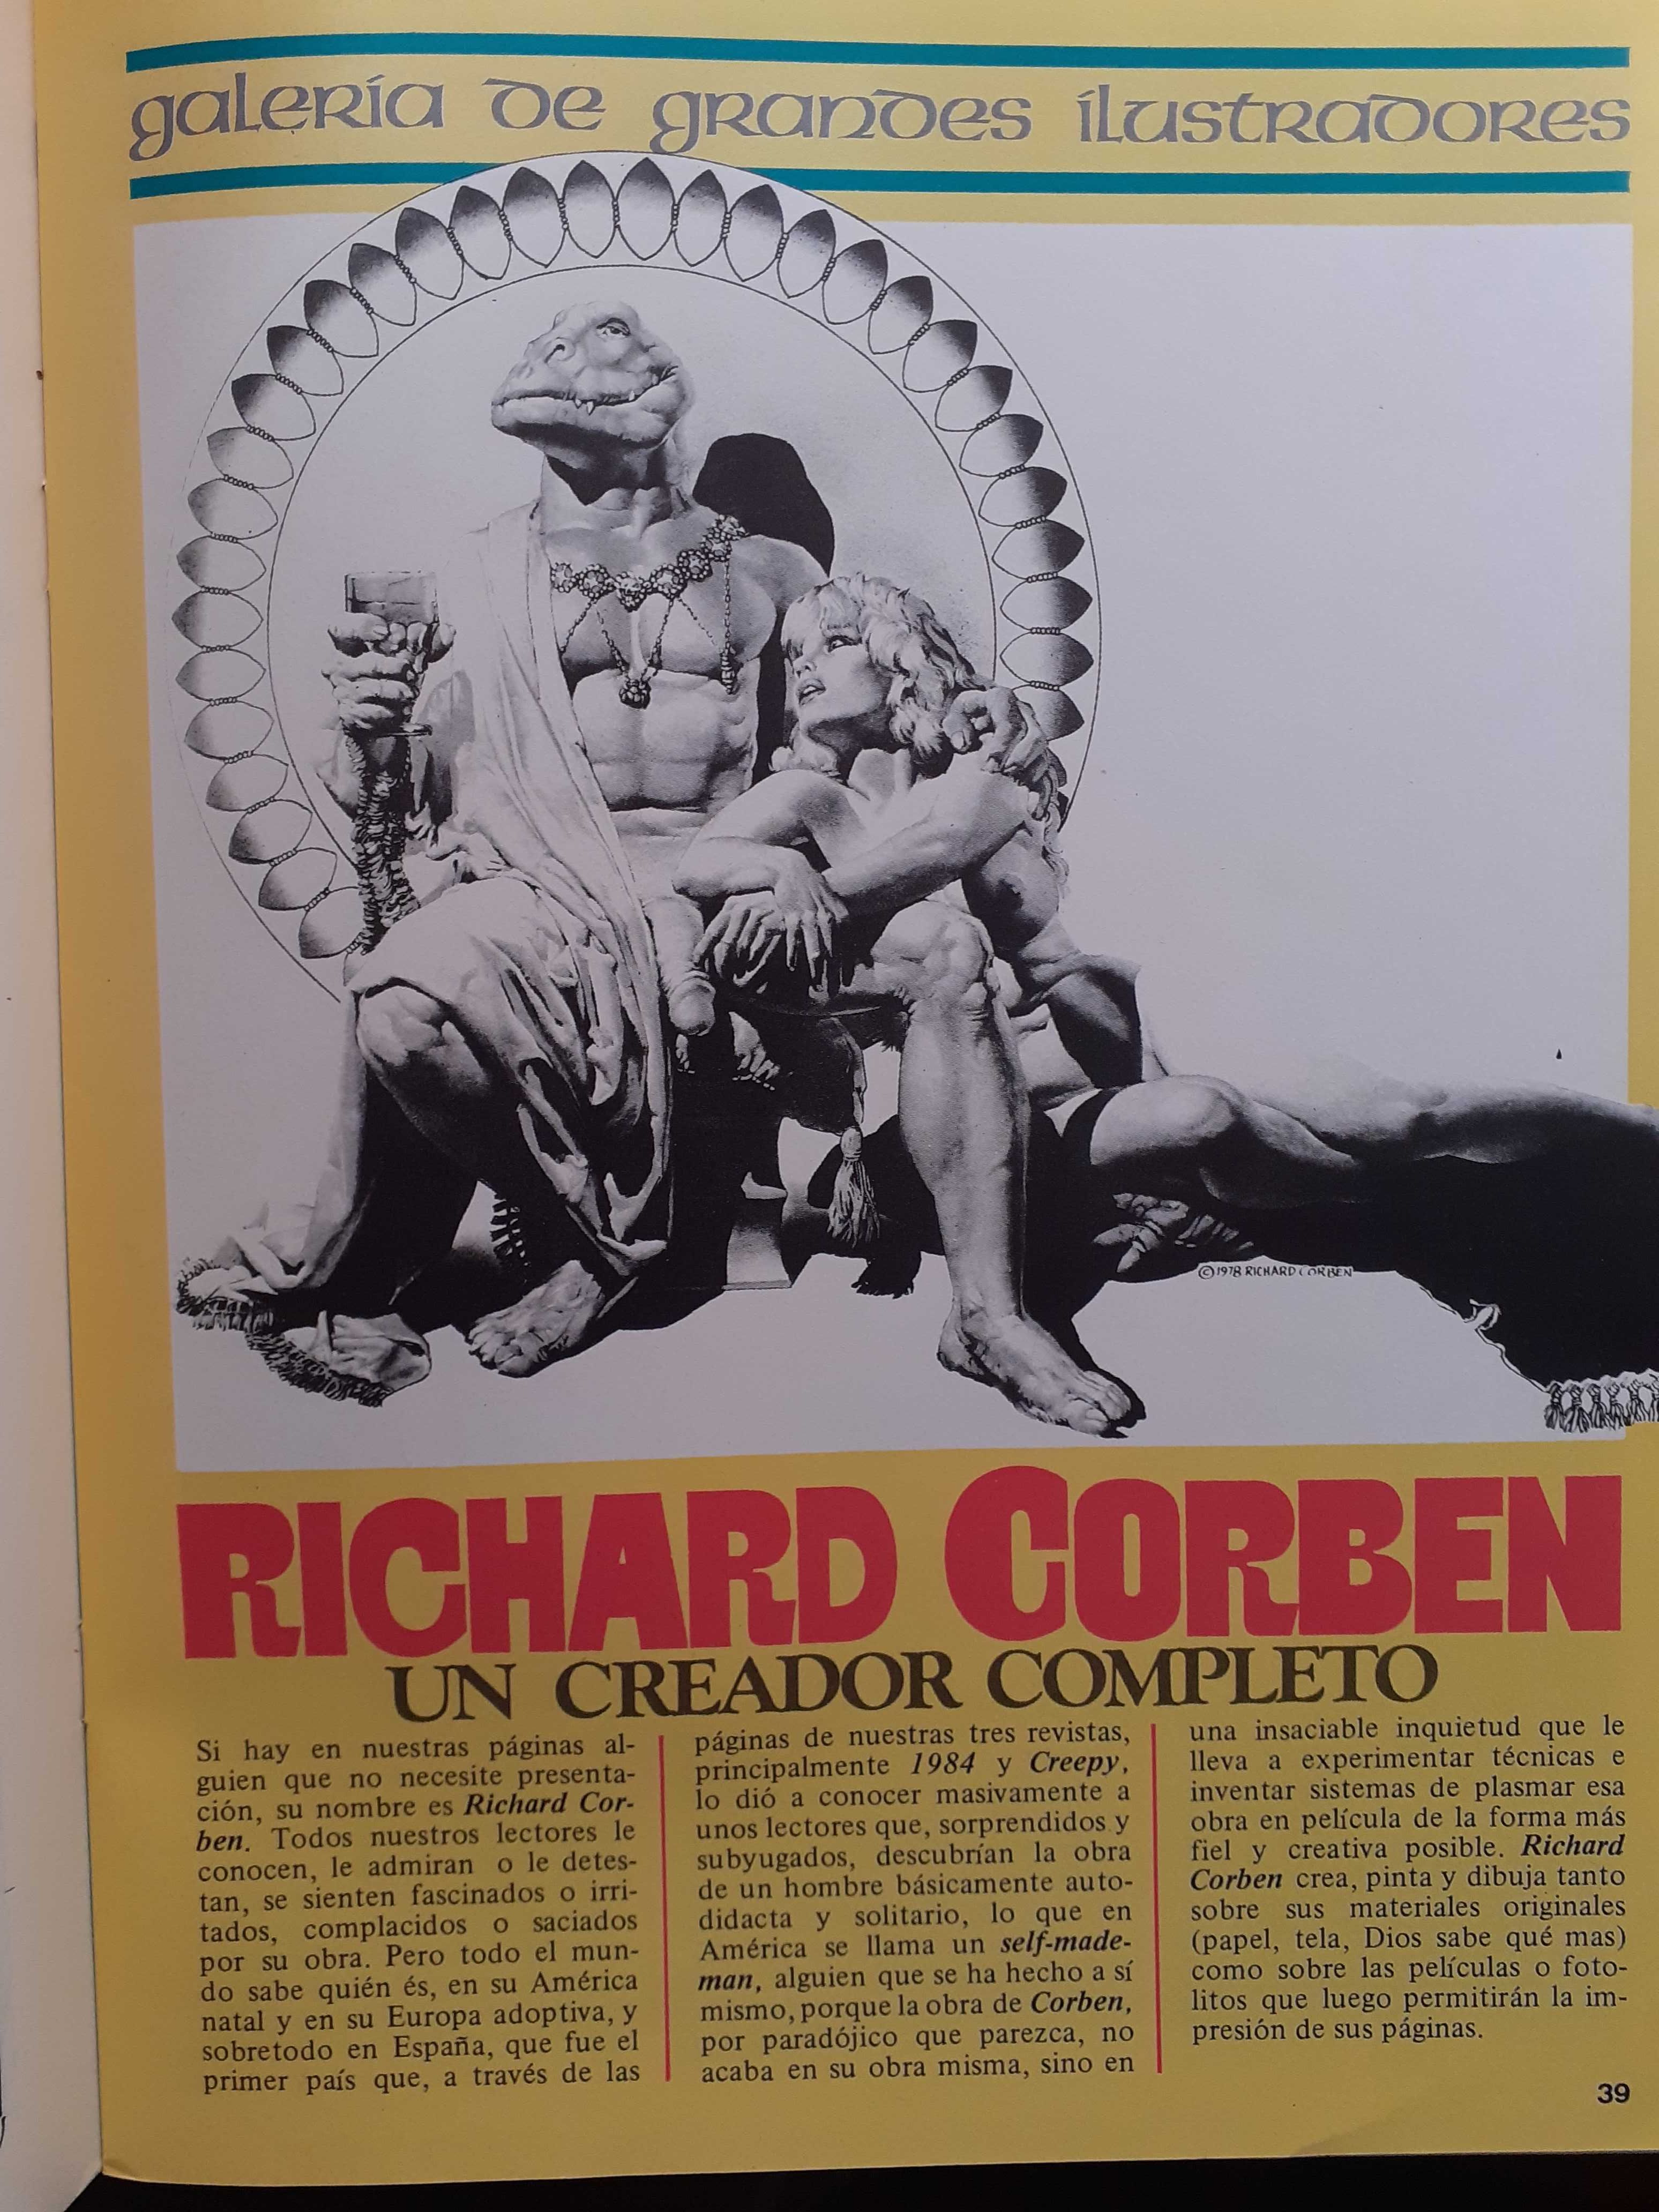 galería de grandes ilustradores
©1978 RICHARD CORBEN
RICHARD CORBEN
UN CREADOR COMPLETO
Si hay en nuestras páginas al-
guien que no necesite presenta-
ción, su nombre es Richard Cor-
ben. Todos nuestros lectores le
conocen, le admiran o le detes-
tan, se sienten fascinados o irri-
tados, complacidos o saciados
por su obra. Pero todo el mun-
do sabe quién és, en su América
natal y en su Europa adoptiva, y
sobretodo en España, que fue el
primer país que, a través de las
páginas de nuestras tres revistas,
principalmente 1984 y Creepy,
lo dió a conocer masivamente a
unos lectores que, sorprendidos y
subyugados, descubrían la obra
de un hombre básicamente auto-
didacta y solitario, lo que en
América se llama un self-made-
man, alguien que se ha hecho a sí
mismo, porque la obra de Corben,
por paradójico que parezca, no
acaba en su obra misma, sino en
una insaciable inquietud que le
lleva a experimentar técnicas e
inventar sistemas de plasmar esa
obra en película de la forma más
fiel y creativa posible. Richard
Corben crea, pinta y dibuja tanto
sobre sus materiales originales
(papel, tela, Dios sabe qué mas)
como sobre las películas o foto-
litos que luego permitirán la im-
presión de sus páginas.
39